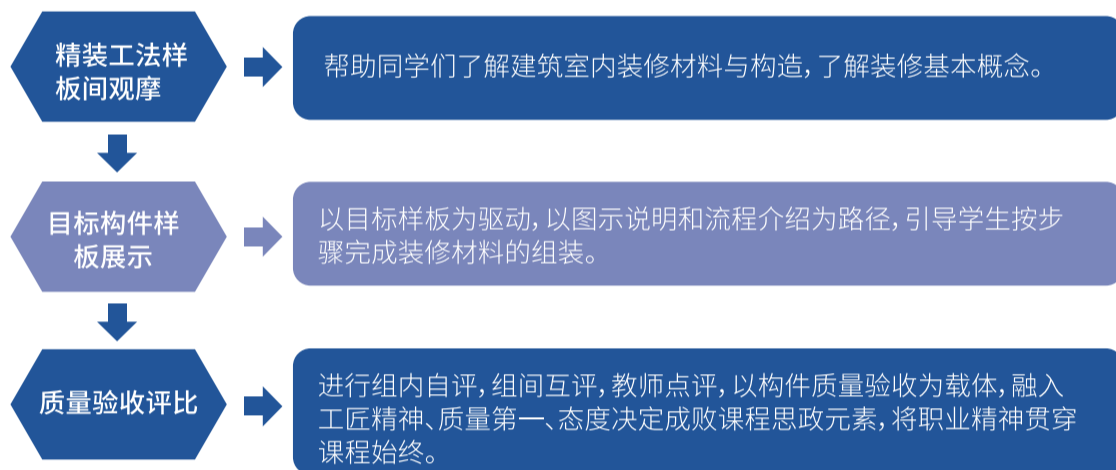 精装工法样
板间观摩
帮助同学们了解建筑室内装修材料与构造，了解装修基本概念。
目标构件样
板展示
以目标样板为驱动，以图示说明和流程介绍为路径，引导学生按步
骤完成装修材料的组装。
质量验收评比
进行组内自评，组间互评，教师点评，以构件质量验收为载体，融入
工匠精神、质量第一、态度决定成败课程思政元素，将职业精神贯穿
课程始终。